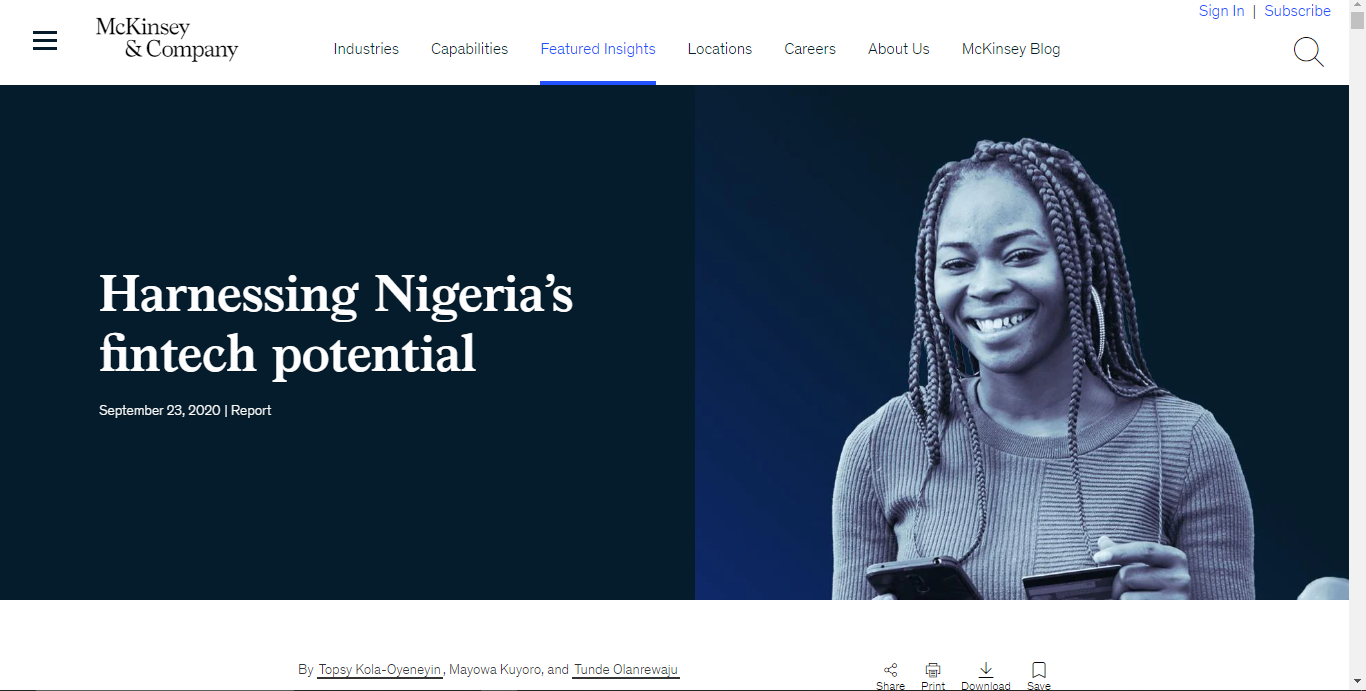 Sign In | Subscribe
McKinsey
& Company
Industries Capabilities Featured Insights Locations Careers About Us McKinsey Blog
Harnessing Nigeria’s
fintech potential
September 23, 2020 | Report
By Topsy Kola-Oyeneyin, Mayowa Kuyoro, and Tunde Olanrewaju
Share Print Download Save